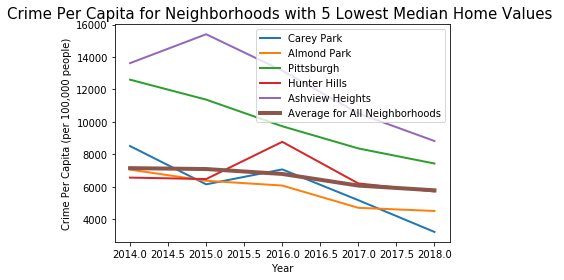 Crime Per Capita for Neighborhoods with 5 Lowest Median Home Values
16000
14000
12000
10000
8000
6000
4000
Crime Per Capita (per 100,000 people)
Carey Park
Almond Park
Pittsburgh
Hunter Hills
Ashview Heights
Average for All Neighborhoods
2014.0 2014.5 2015.0 2015.5 2016.0 2016.5 2017.0 2017.5 2018.0
Year